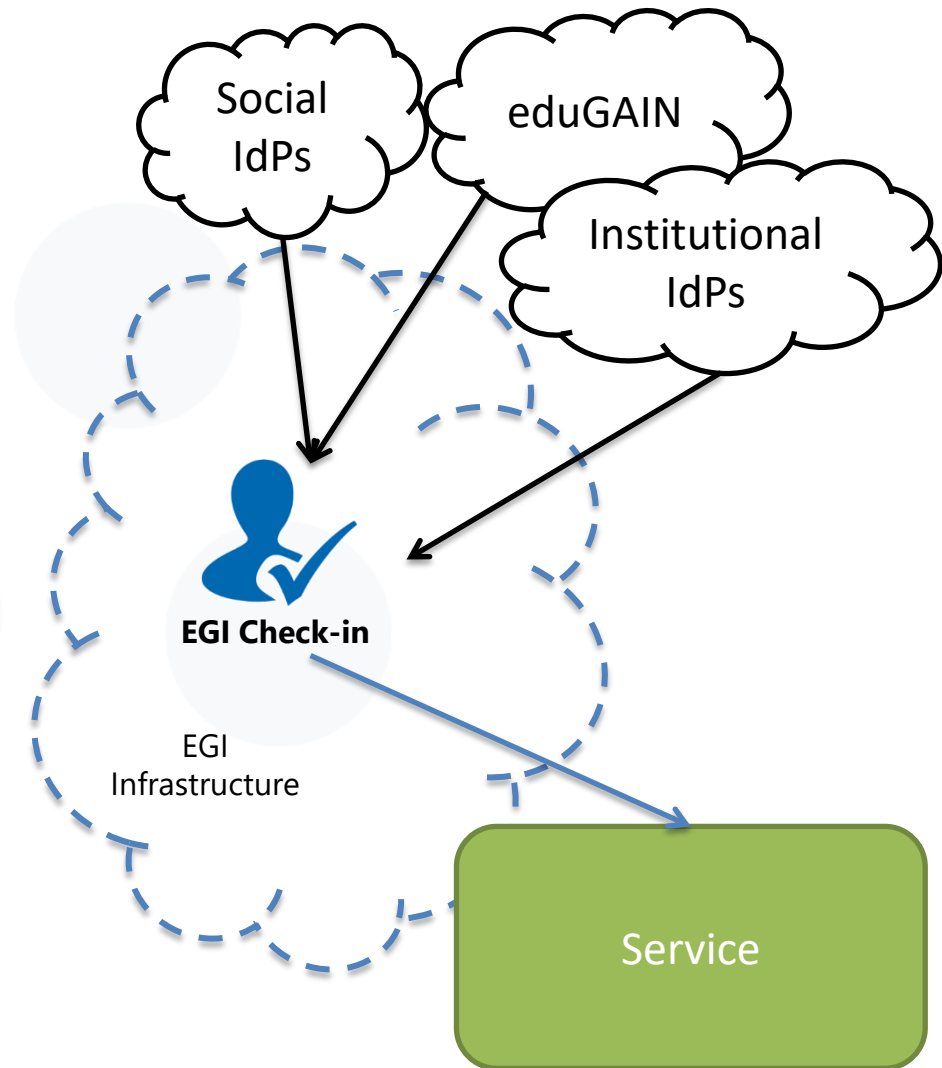 Social
IdPs
eduGAIN
Institutional
IdPs
EGI Check-in
EGI
Infrastructure
Service